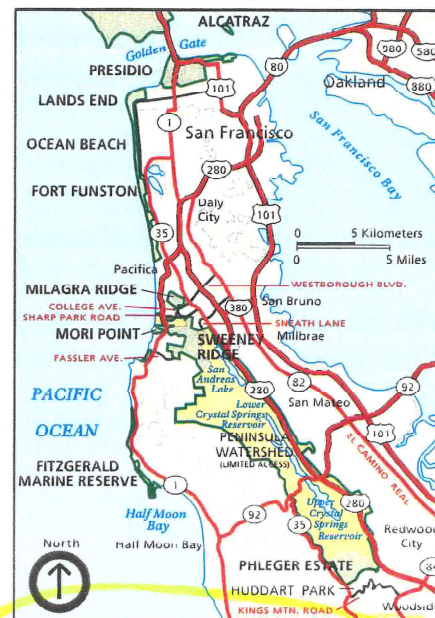 ALCATRAZ
Golden Gate
PRESIDIO
80
980
580
880
Oakland
101
LANDS END
1
San Francisco
San Francisco Bay
OCEAN BEACH
280
FORT FUNSTON
Daly
City
101
35
0 5 Kilometers
0 5 Miles
Pacifica
MILAGRA RIDGE
WESTBOROUGH BLVD.
COLLEGE AVE.
SHARP PARK ROAD
380
San Bruno
SNEATH LANE
MORI POINT
SWEENEY
RIDGE
Millbrae
FASSLER AVE.
San
Andreas
Lake
280
82
92
PACIFIC
OCEAN
Lower
Crystal Springs
Reservoir
San Mateo
101
PENINSULA
WATERSHED
(LIMITED ACCESS)
EL CAMINO REAL
FITZGERALD
MARINE RESERVE
1
Half Moon
Bay
92
35
Upper
Crystal
Springs
Reservoir
280
North
Half Moon Bay
Redwood
City
PHLEGER ESTATE
84
HUDDART PARK
KINGS MTN. ROAD
Woodside